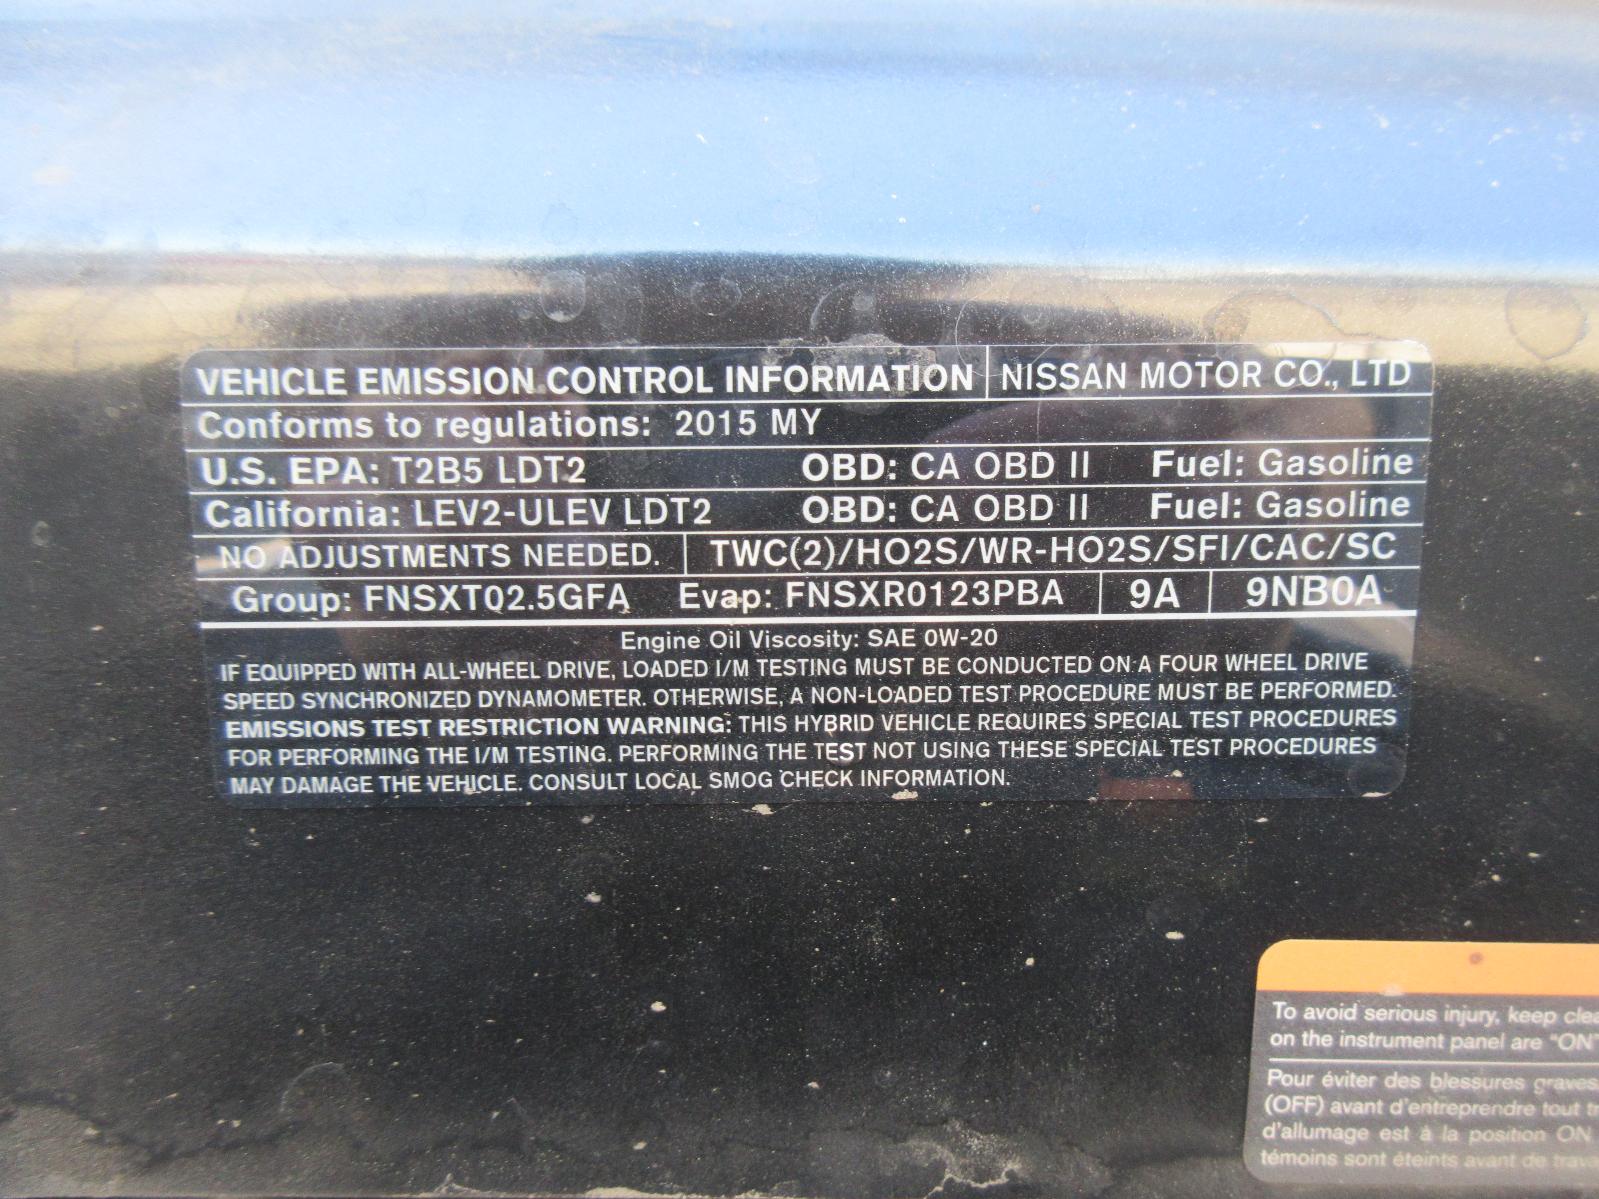 VEHICLE EMISSION CONTROL INFORMATION NISSAN MOTOR CO., LTD
Conforms to regulations: 2015 MY
U.S. EPA: T2B5 LDT2 OBD: CA OBD II Fuel: Gasoline
California: LEV2-ULEV LDT2 OBD: CA OBD II Fuel: Gasoline
NO ADJUSTMENTS NEEDED. TWC(2)/HO2S/WR-HO2S/SFI/CAC/SC
Group: FNSXT02.5GFA Evap: FNSXR0123PBA 9A 9NB0A
Engine Oil Viscosity: SAE 0W-20
IF EQUIPPED WITH ALL-WHEEL DRIVE, LOADED I/M TESTING MUST BE CONDUCTED ON A FOUR WHEEL DRIVE
SPEED SYNCHRONIZED DYNAMOMETER. OTHERWISE, A NON-LOADED TEST PROCEDURE MUST BE PERFORMED.
EMISSIONS TEST RESTRICTION WARNING: THIS HYBRID VEHICLE REQUIRES SPECIAL TEST PROCEDURES
FOR PERFORMING THE I/M TESTING. PERFORMING THE TEST NOT USING THESE SPECIAL TEST PROCEDURES
MAY DAMAGE THE VEHICLE. CONSULT LOCAL SMOG CHECK INFORMATION.
To avoid serious injury, keep
on the instrument panel are "ON"
Pour éviter des blessures graves
(OFF) avant d'entreprendre tout
d'allumage est à la position ON
témoins sont éteints avant de